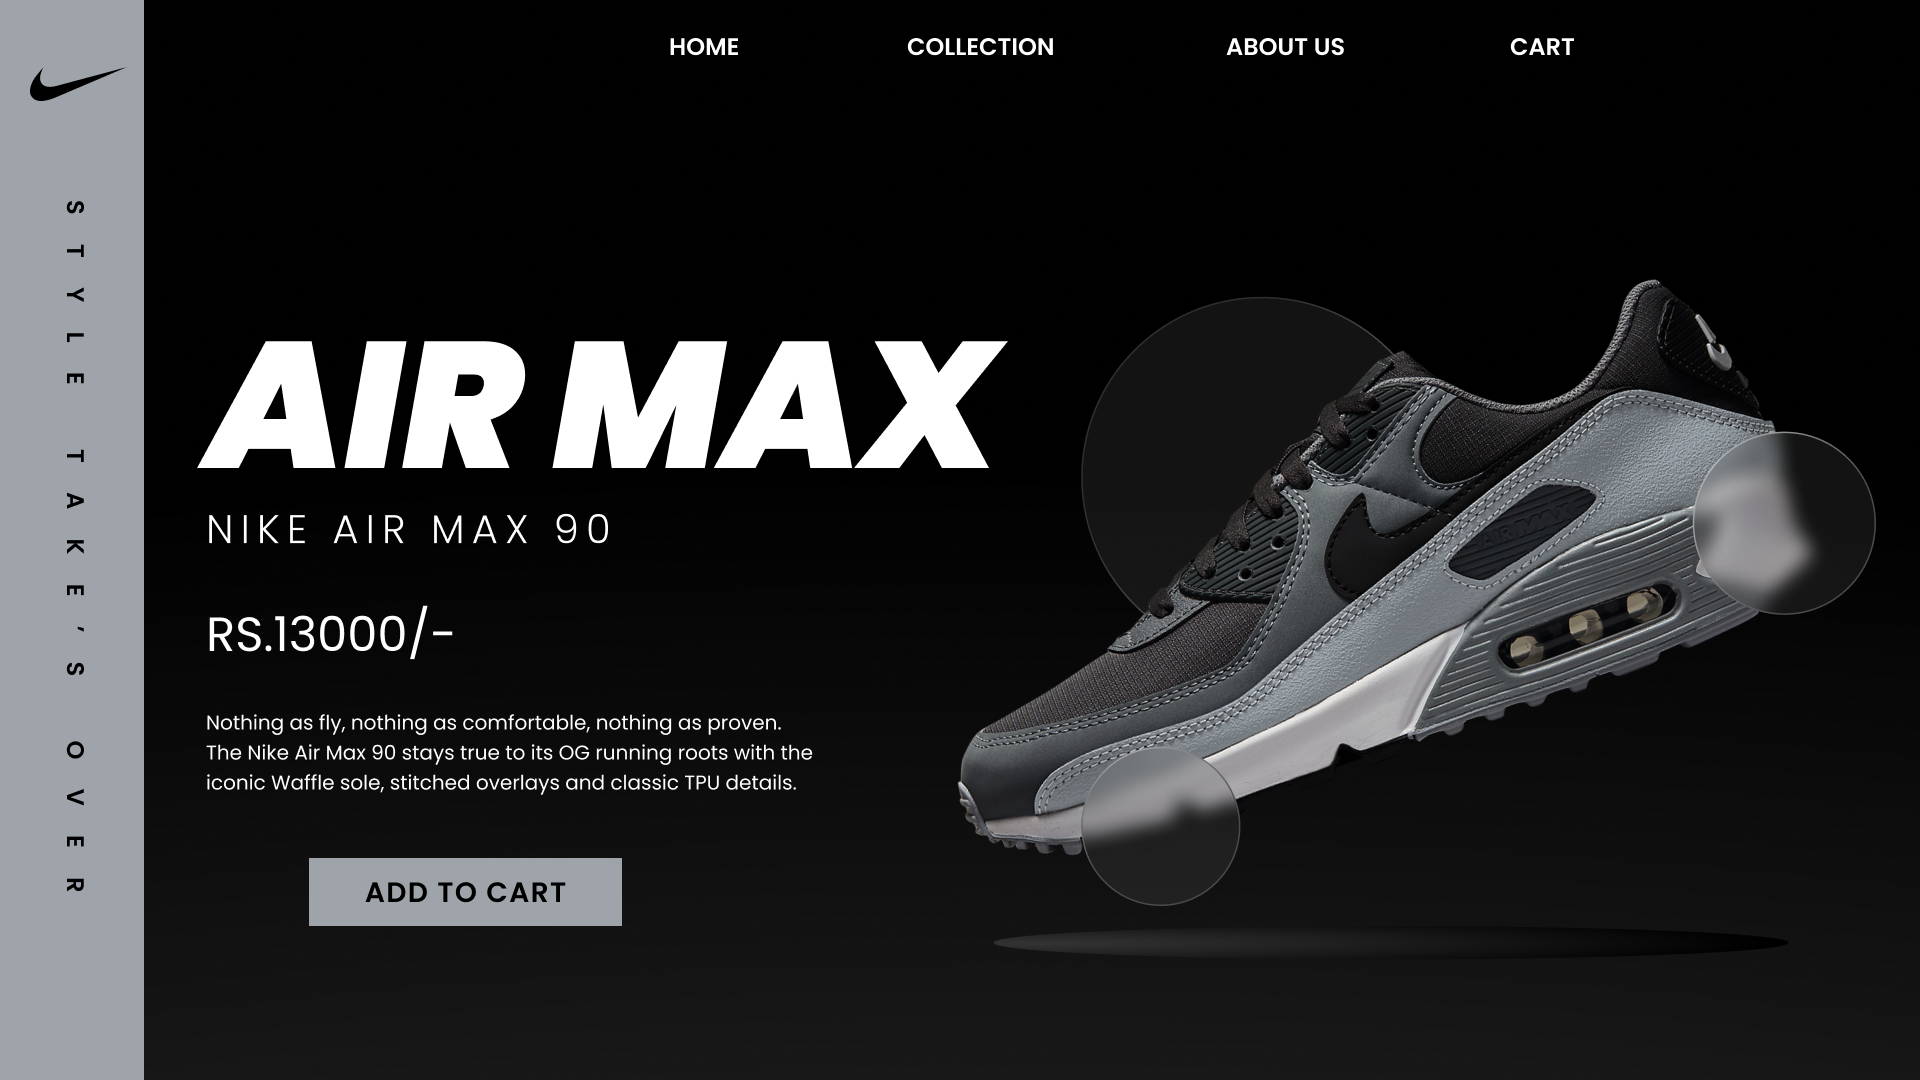 HOME COLLECTION ABOUT US CART
STYLE TAKE'S OVER
AIR MAX
NIKE AIR MAX 90
RS.13000/-
Nothing as fly, nothing as comfortable, nothing as proven.
The Nike Air Max 90 stays true to its OG running roots with the
iconic Waffle sole, stitched overlays and classic TPU details.
ADD TO CART
AIR MAX